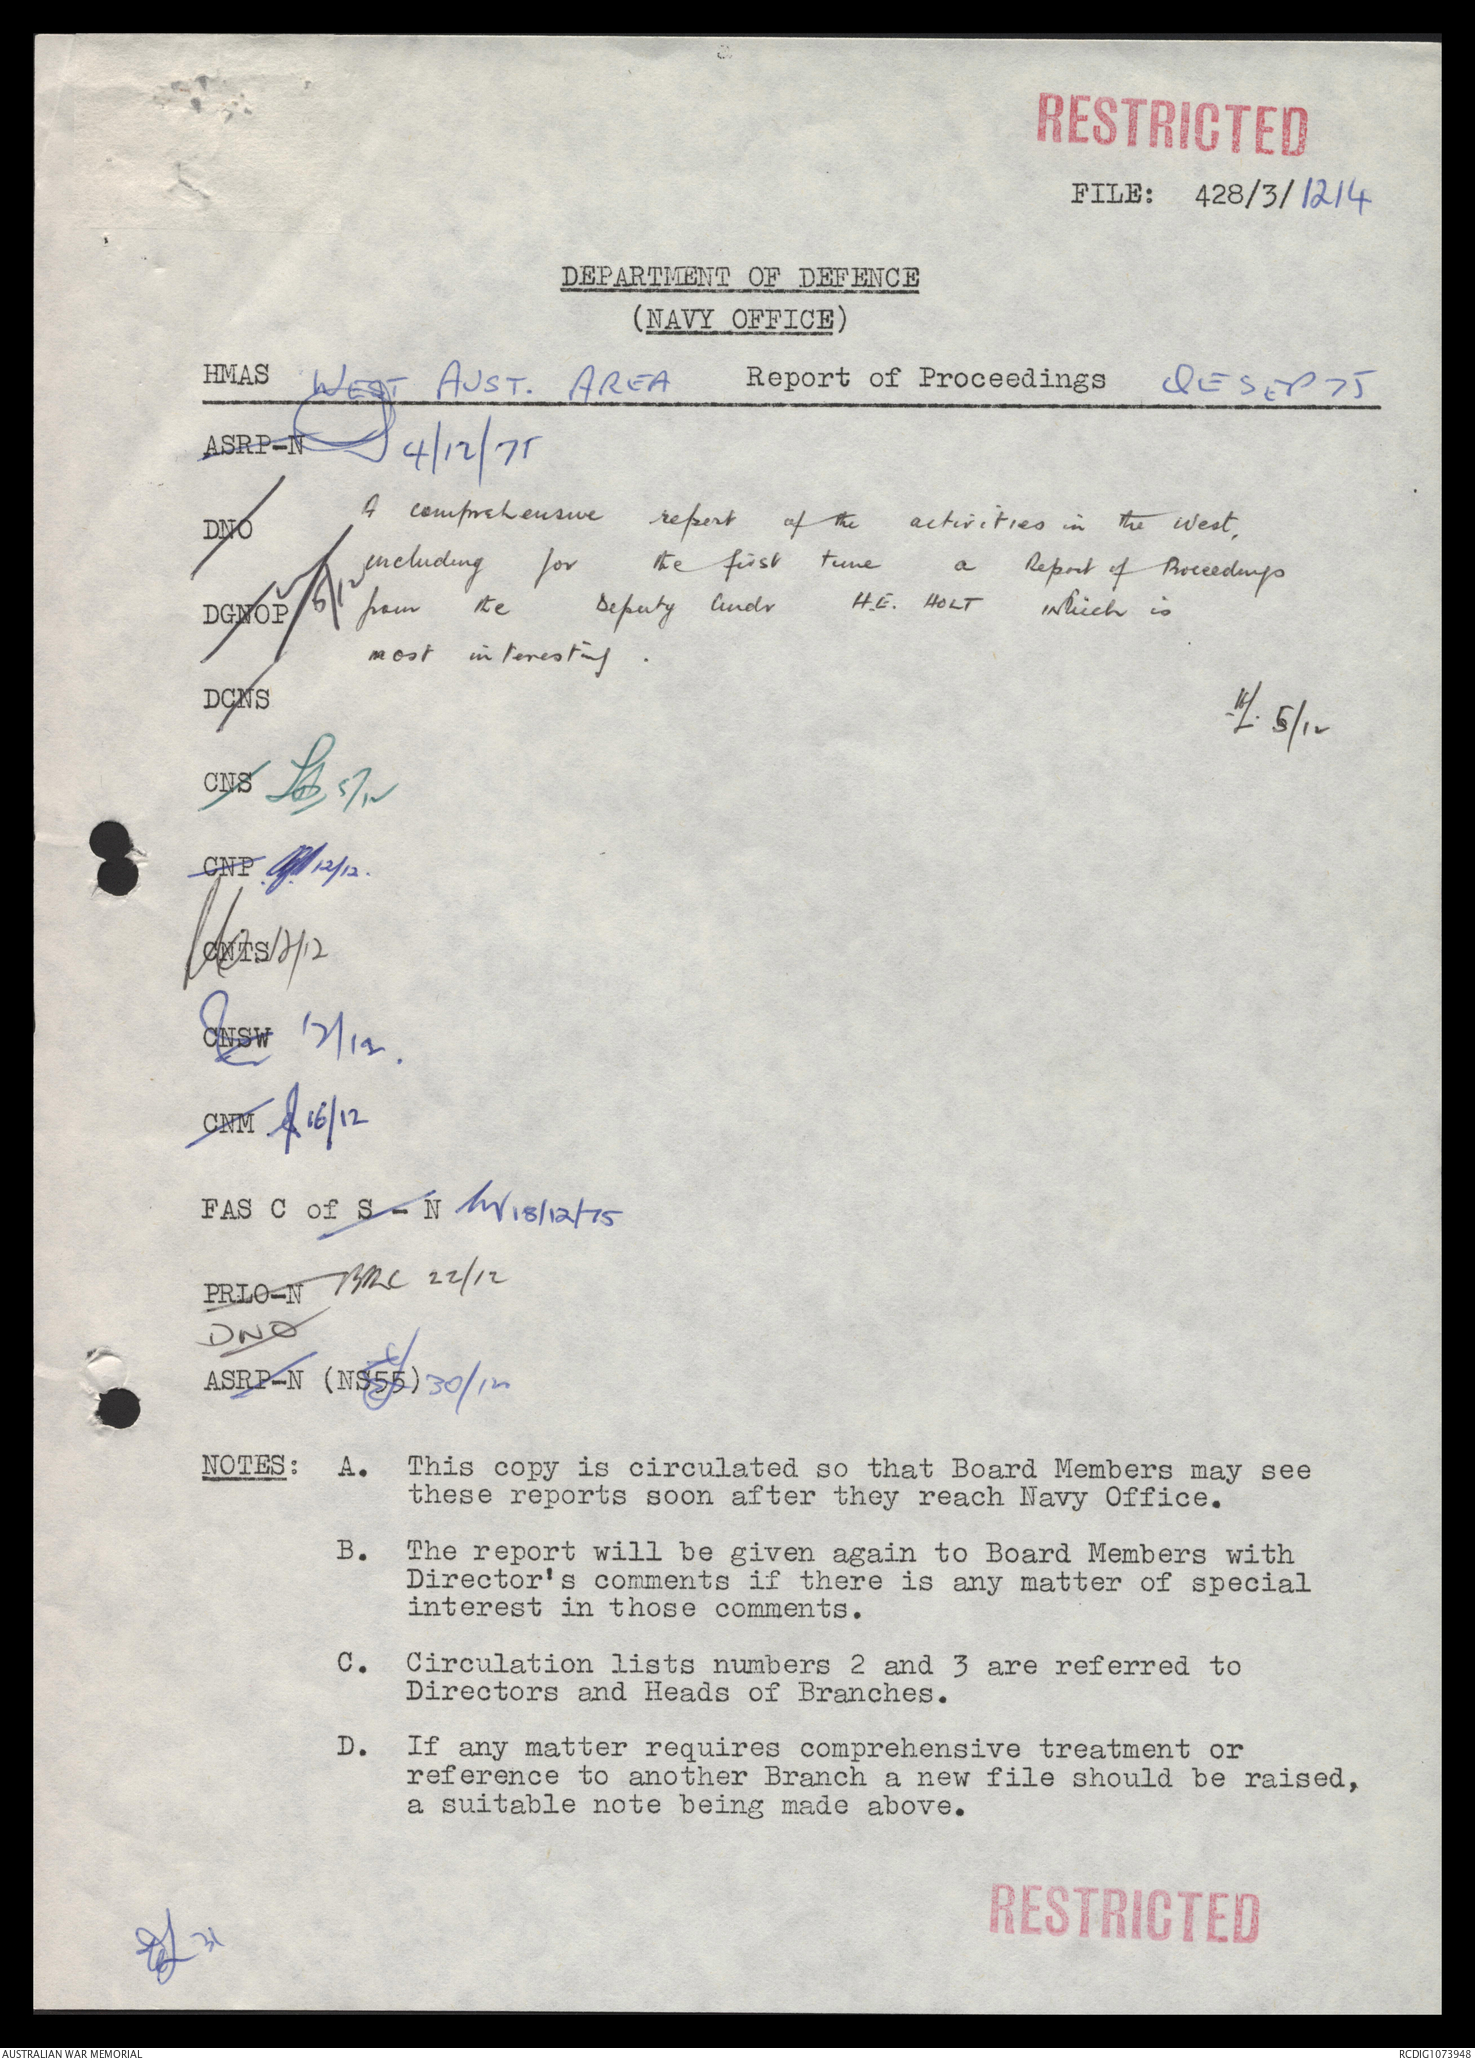 RESTRICTED
FILE: 428/3/1214
DEPARTMENT OF DEFENCE
(NAVY OFFICE)
HMAS WEST AUST. AREA Report of Proceedings QE SEP 75
ASRP-N 4/12/75
DNO
A comprehensive report of the activities in the West,
including for the first time a Report of Proceedings
DGNOP 5/12 from the Deputy Cmdr H.E. HOLT which is
most interesting.
DCNS
5/12
CNS 5/12
CNP 12/12.
CNTS 12/12
CNSW 12/12.
CNM 16/12
FAS C of S - N 18/12/75
PRLO-N 22/12
DNO
ASRP-N (NS55) 30/12
NOTES: A. This copy is circulated so that Board Members may see
these reports soon after they reach Navy Office.
B. The report will be given again to Board Members with
Director's comments if there is any matter of special
interest in those comments.
C. Circulation lists numbers 2 and 3 are referred to
Directors and Heads of Branches.
D. If any matter requires comprehensive treatment or
reference to another Branch a new file should be raised,
a suitable note being made above.
RESTRICTED
AUSTRALIAN WAR MEMORIAL
RCDIG1073948